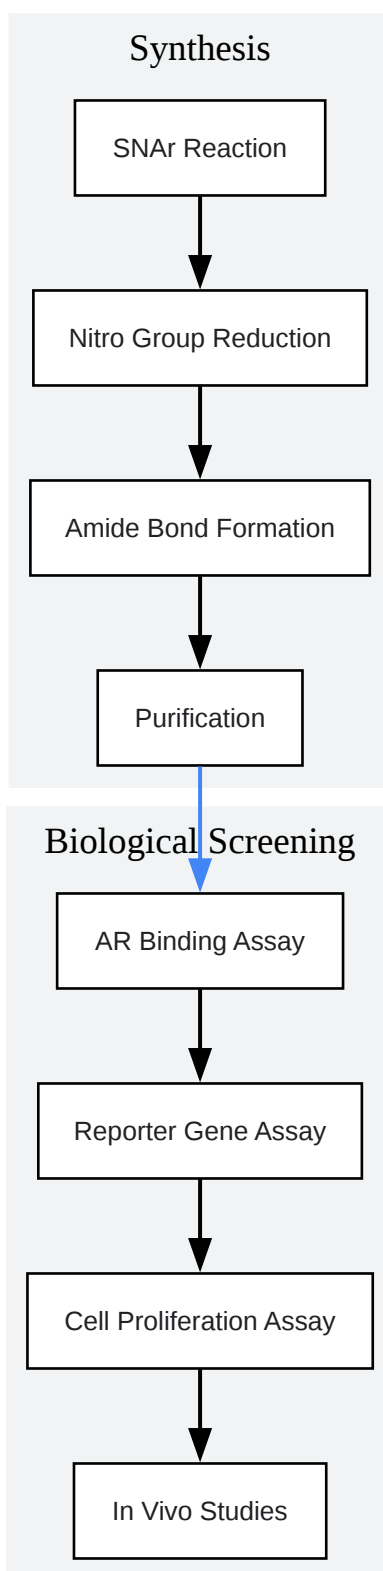 Synthesis
SNAr Reaction
Nitro Group Reduction
Amide Bond Formation
Purification
Biological Screening
AR Binding Assay
Reporter Gene Assay
Cell Proliferation Assay
In Vivo Studies